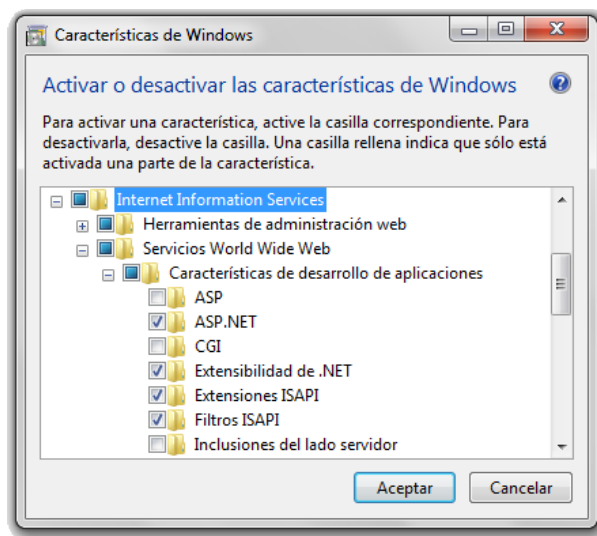 Características de Windows
Activar o desactivar las características de Windows
Para activar una característica, active la casilla correspondiente. Para
desactivarla, desactive la casilla. Una casilla rellena indica que sólo está
activada una parte de la característica.
Internet Information Services
Herramientas de administración web
Servicios World Wide Web
Características de desarrollo de aplicaciones
ASP
ASP.NET
CGI
Extensibilidad de .NET
Extensiones ISAPI
Filtros ISAPI
Inclusiones del lado servidor
Aceptar Cancelar